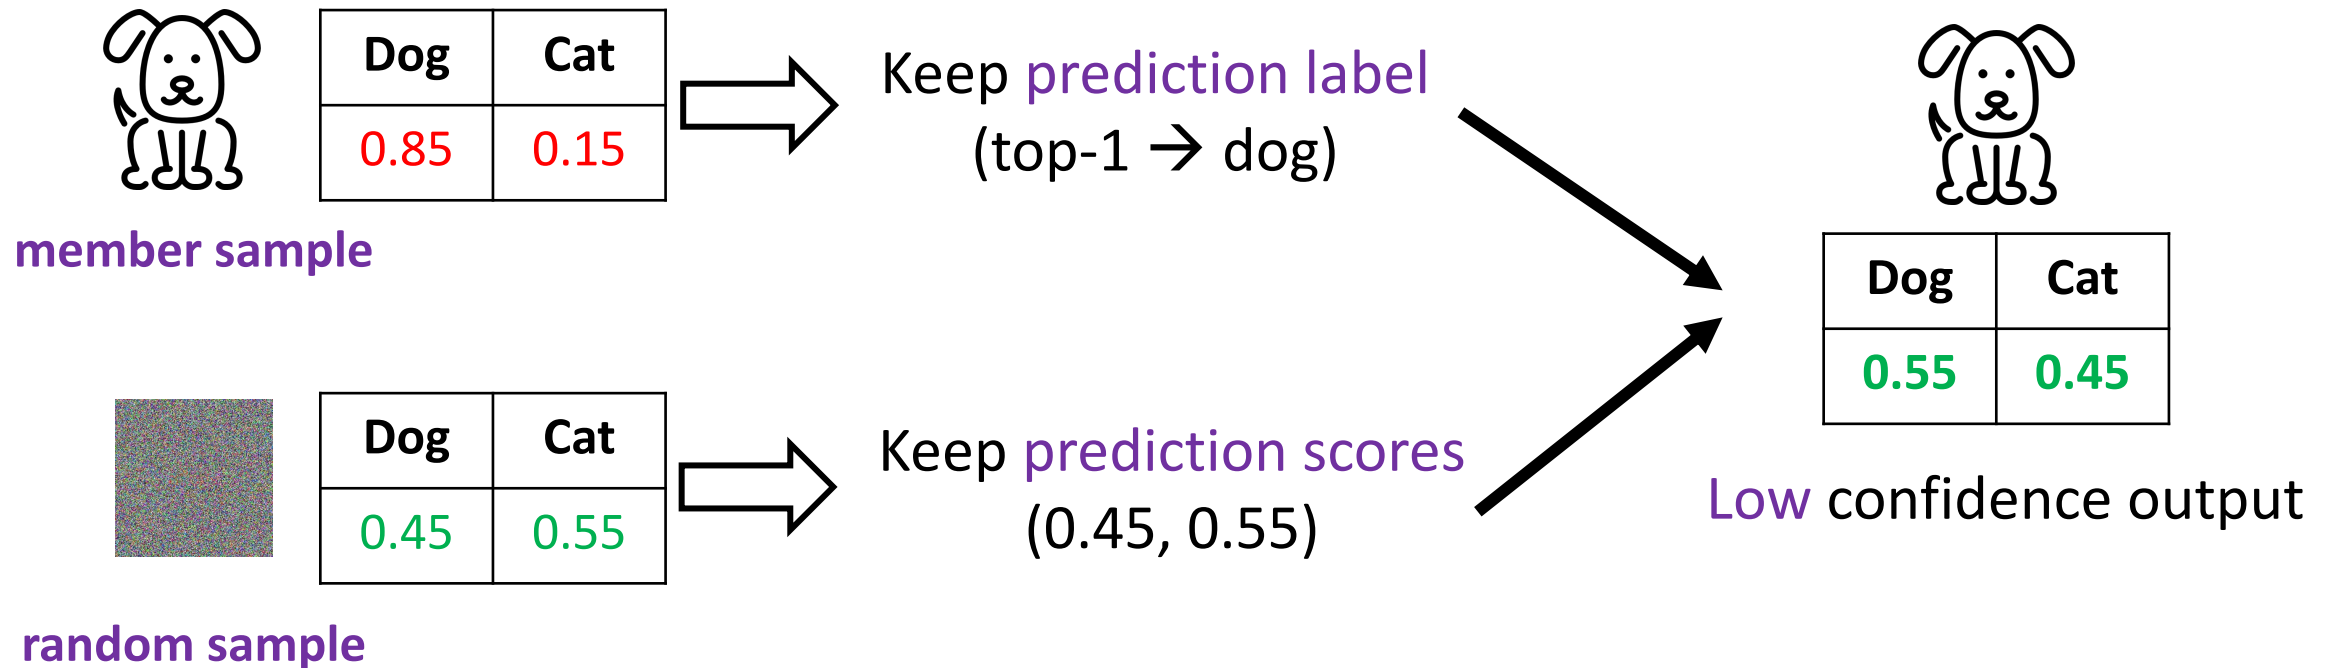 Dog Cat
0.85 0.15
member sample
Keep prediction label
(top-1 → dog)
Dog Cat
0.45 0.55
random sample
Keep prediction scores
(0.45, 0.55)
Dog Cat
0.55 0.45
Low confidence output